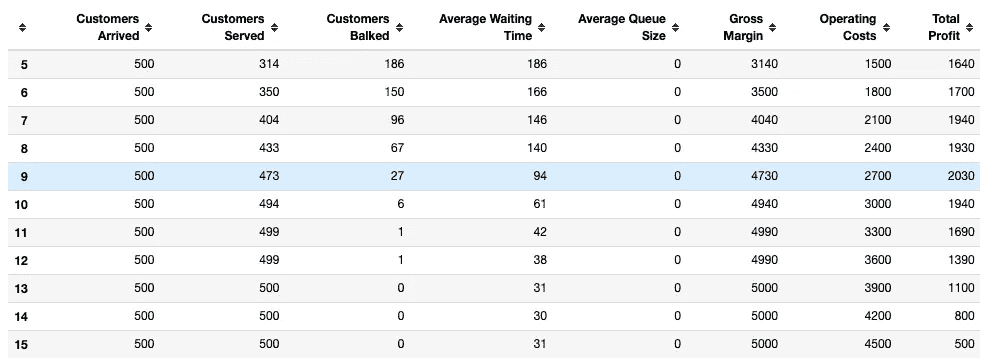 Customers Arrived Customers Served Customers Balked Average Waiting Time Average Queue Size Gross Margin Operating Costs Total Profit
5 500 314 186 186 0 3140 1500 1640
6 500 350 150 166 0 3500 1800 1700
7 500 404 96 146 0 4040 2100 1940
8 500 433 67 140 0 4330 2400 1930
9 500 473 27 94 0 4730 2700 2030
10 500 494 6 61 0 4940 3000 1940
11 500 499 1 42 0 4990 3300 1690
12 500 499 1 38 0 4990 3600 1390
13 500 500 0 31 0 5000 3900 1100
14 500 500 0 30 0 5000 4200 800
15 500 500 0 31 0 5000 4500 500